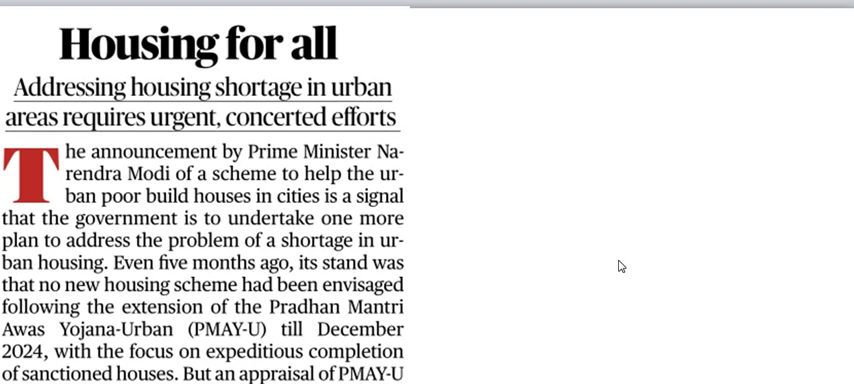 Housing for all
Addressing housing shortage in urban
areas requires urgent, concerted efforts
The announcement by Prime Minister Na-
rendra Modi of a scheme to help the ur-
ban poor build houses in cities is a signal
that the government is to undertake one more
plan to address the problem of a shortage in ur-
ban housing. Even five months ago, its stand was
that no new housing scheme had been envisaged
following the extension of the Pradhan Mantri
Awas Yojana-Urban (PMAY-U) till December
2024, with the focus on expeditious completion
of sanctioned houses. But an appraisal of PMAY-U